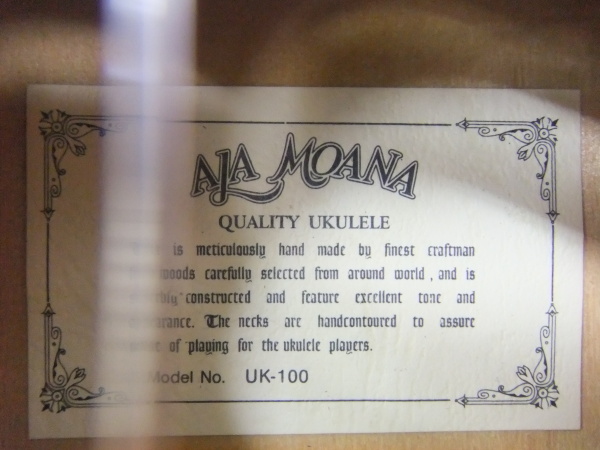 AJA MOANA
QUALITY UKULELE
is meticulously hand made by finest craftman
woods carefully selected from around world, and is
constructed and feature excellent tone and
The necks are handcontoured to assure
of playing for the ukulele players.
Model No. UK-100